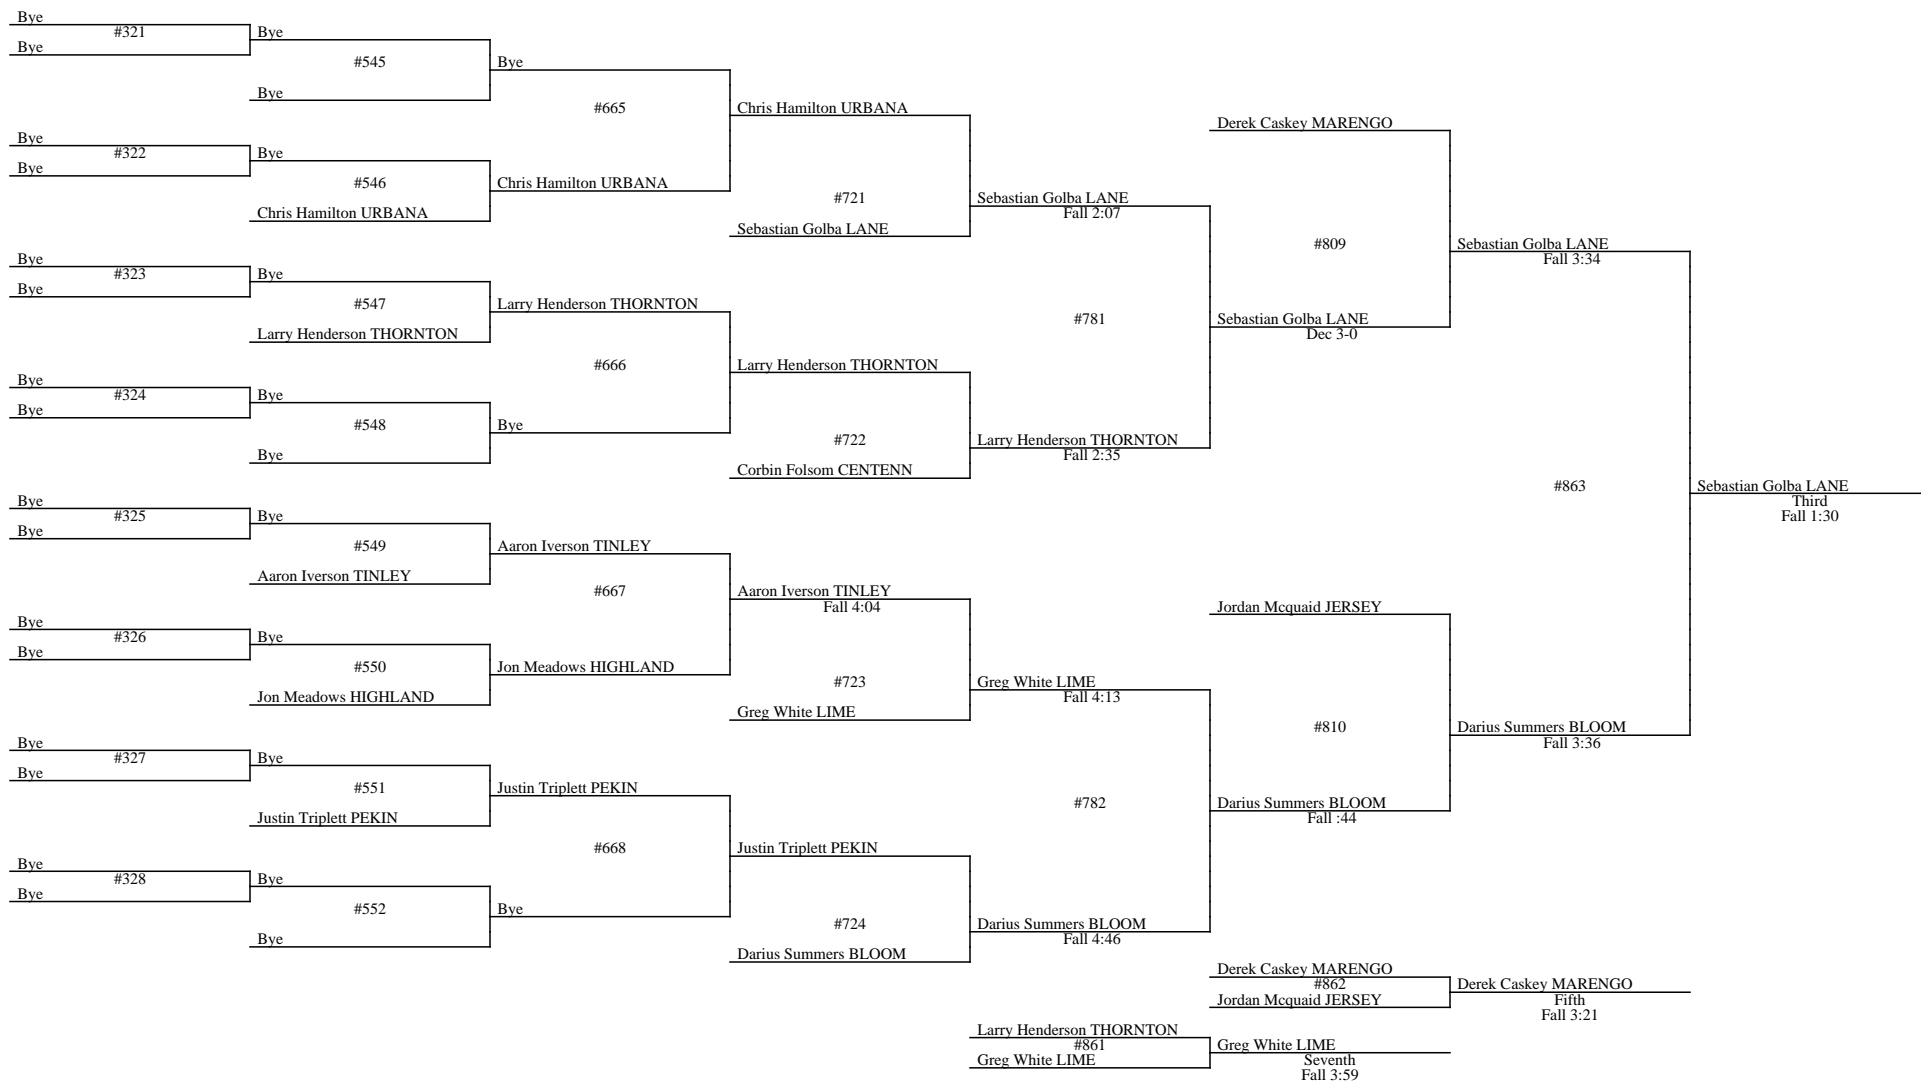 Bye
#321
Bye
Bye
#545
Bye
Bye
#665
Bye
#322
Bye
Bye
#546
Chris Hamilton URBANA
Chris Hamilton URBANA
Chris Hamilton URBANA
#721
Sebastian Golba LANE
Sebastian Golba LANE
Fall 2:07
Bye
#323
Bye
Bye
#547
Larry Henderson THORNTON
Larry Henderson THORNTON
#666
Bye
#324
Bye
Bye
#548
Bye
Bye
Larry Henderson THORNTON
#722
Corbin Folsom CENTENN
Larry Henderson THORNTON
Fall 2:35
#781
Derek Caskey MARENGO
#809
Sebastian Golba LANE
Dec 3-0
Sebastian Golba LANE
Fall 3:34
Bye
#325
Bye
Bye
#549
Aaron Iverson TINLEY
Aaron Iverson TINLEY
#667
Bye
#326
Bye
Bye
#550
Jon Meadows HIGHLAND
Jon Meadows HIGHLAND
Aaron Iverson TINLEY
Fall 4:04
#723
Greg White LIME
Greg White LIME
Fall 4:13
Bye
#327
Bye
Bye
#551
Justin Triplett PEKIN
Justin Triplett PEKIN
#668
Bye
#328
Bye
Bye
#552
Bye
Bye
Justin Triplett PEKIN
#724
Darius Summers BLOOM
Darius Summers BLOOM
Fall 4:46
#782
Jordan Mcquaid JERSEY
#810
Darius Summers BLOOM
Fall :44
Darius Summers BLOOM
Fall 3:36
#863
Sebastian Golba LANE
Third
Fall 1:30
Derek Caskey MARENGO
#862
Jordan Mcquaid JERSEY
Derek Caskey MARENGO
Fifth
Fall 3:21
Larry Henderson THORNTON
#861
Greg White LIME
Greg White LIME
Seventh
Fall 3:59